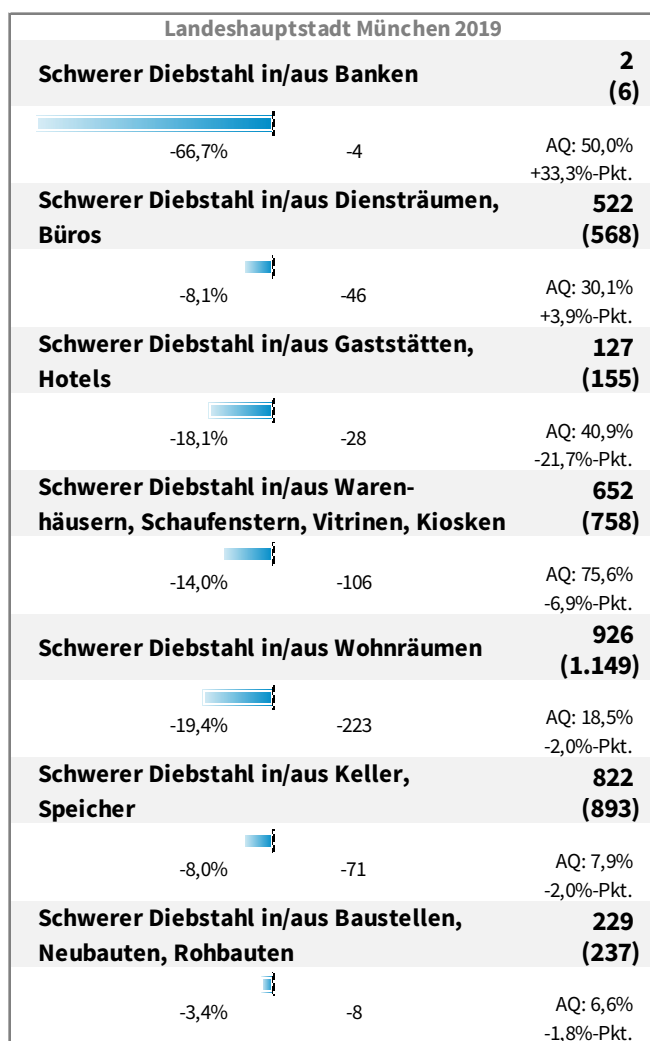 Landeshauptstadt München 2019
Schwerer Diebstahl in/aus Banken
2
(6)
-66,7%
-4
AQ: 50,0%
+33,3%-Pkt.
Schwerer Diebstahl in/aus Diensträumen,
Büros
522
(568)
-8,1%
-46
AQ: 30,1%
+3,9%-Pkt.
Schwerer Diebstahl in/aus Gaststätten,
Hotels
127
(155)
-18,1%
-28
AQ: 40,9%
-21,7%-Pkt.
Schwerer Diebstahl in/aus Waren-
häusern, Schaufenstern, Vitrinen, Kiosken
652
(758)
-14,0%
-106
AQ: 75,6%
-6,9%-Pkt.
Schwerer Diebstahl in/aus Wohnräumen
926
(1.149)
-19,4%
-223
AQ: 18,5%
-2,0%-Pkt.
Schwerer Diebstahl in/aus Keller,
Speicher
822
(893)
-8,0%
-71
AQ: 7,9%
-2,0%-Pkt.
Schwerer Diebstahl in/aus Baustellen,
Neubauten, Rohbauten
229
(237)
-3,4%
-8
AQ: 6,6%
-1,8%-Pkt.